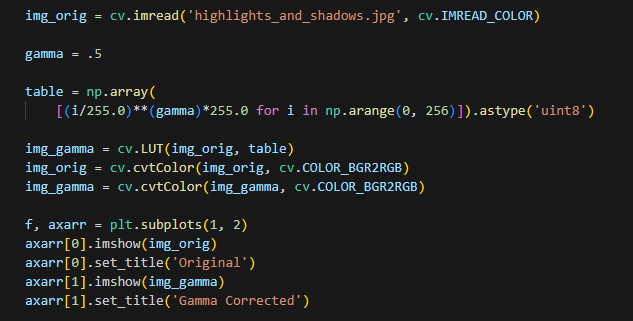 img_orig = cv.imread('highlights_and_shadows.jpg', cv.IMREAD_COLOR)
gamma = .5
table = np.array(
[(i/255.0)**(gamma)*255.0 for i in np.arange(0, 256)]).astype('uint8')
img_gamma = cv.LUT(img_orig, table)
img_orig = cv.cvtColor(img_orig, cv.COLOR_BGR2RGB)
img_gamma = cv.cvtColor(img_gamma, cv.COLOR_BGR2RGB)
f, axarr = plt.subplots(1, 2)
axarr[0].imshow(img_orig)
axarr[0].set_title('Original')
axarr[1].imshow(img_gamma)
axarr[1].set_title('Gamma Corrected')